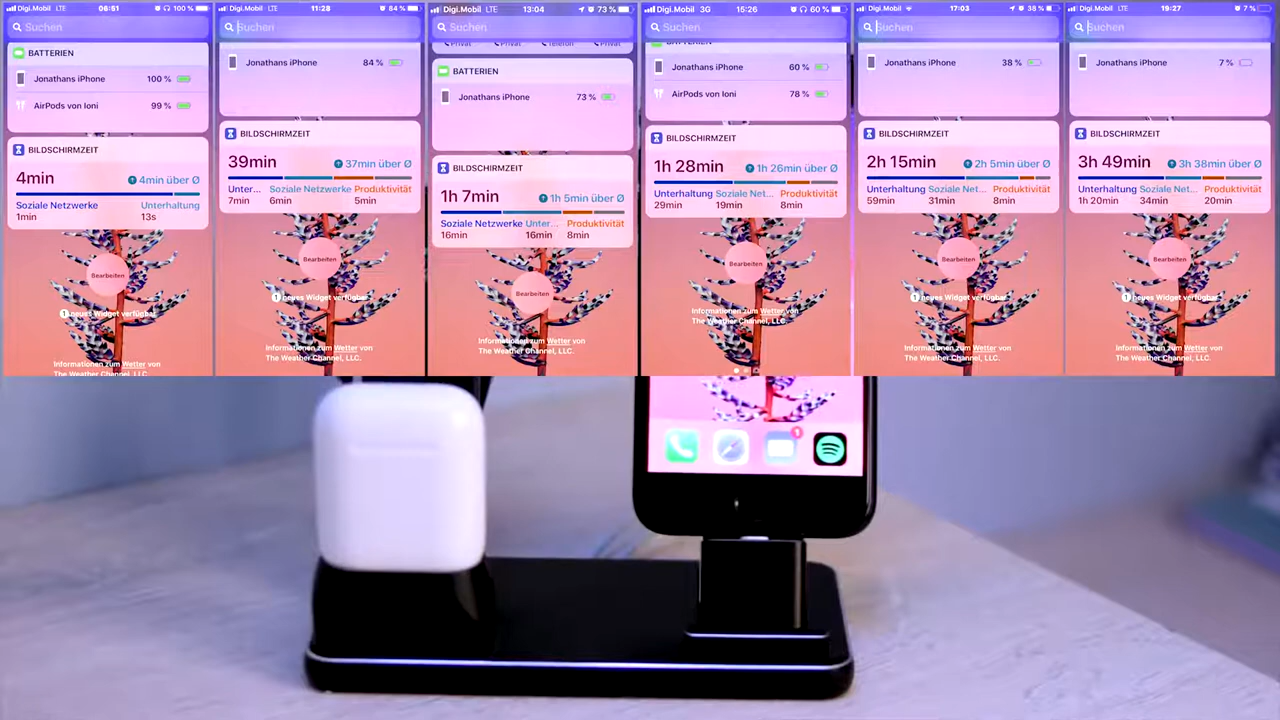 Digi.Mobil LTE 06:51 100 %
Suchen
BATTERIEN
Jonathans iPhone 100 %
AirPods von Ioni 99 %
BILDSCHIRMZEIT
4min 4min über Ø
Soziale Netzwerke Unterhaltung
1min 13s
Bearbeiten
1 neues Widget verfügbar
Informationen zum Wetter von
The Weather Channel, LLC.
Digi.Mobil LTE 11:28 84 %
Suchen
Jonathans iPhone 84 %
BILDSCHIRMZEIT
39min 37min über Ø
Unter... Soziale Netzwerke Produktivität
7min 6min 5min
Bearbeiten
1 neues Widget verfügbar
Informationen zum Wetter von
The Weather Channel, LLC.
Digi.Mobil LTE 13:04 73 %
Suchen
Privat Privat Telefon Privat
BATTERIEN
Jonathans iPhone 73 %
BILDSCHIRMZEIT
1h 7min 1h 5min über Ø
Soziale Netzwerke Unter... Produktivität
16min 16min 8min
Bearbeiten
Informationen zum Wetter von
The Weather Channel, LLC.
Digi.Mobil 3G 15:26 60 %
Suchen
BATTERIEN
Jonathans iPhone 60 %
AirPods von Ioni 78 %
BILDSCHIRMZEIT
1h 28min 1h 26min über Ø
Unterhaltung Soziale Net... Produktivität
29min 19min 8min
Bearbeiten
Informationen zum Wetter von
The Weather Channel, LLC.
Digi.Mobil 17:03 38 %
Suchen
Jonathans iPhone 38 %
BILDSCHIRMZEIT
2h 15min 2h 5min über Ø
Unterhaltung Soziale Net... Produktivität
59min 31min 8min
Bearbeiten
1 neues Widget verfügbar
Informationen zum Wetter von
The Weather Channel, LLC.
Digi.Mobil LTE 19:27 7 %
Suchen
Jonathans iPhone 7 %
BILDSCHIRMZEIT
3h 49min 3h 38min über Ø
Unterhaltung Soziale Net... Produktivität
1h 20min 34min 20min
Bearbeiten
1 neues Widget verfügbar
Informationen zum Wetter von
The Weather Channel, LLC.
1